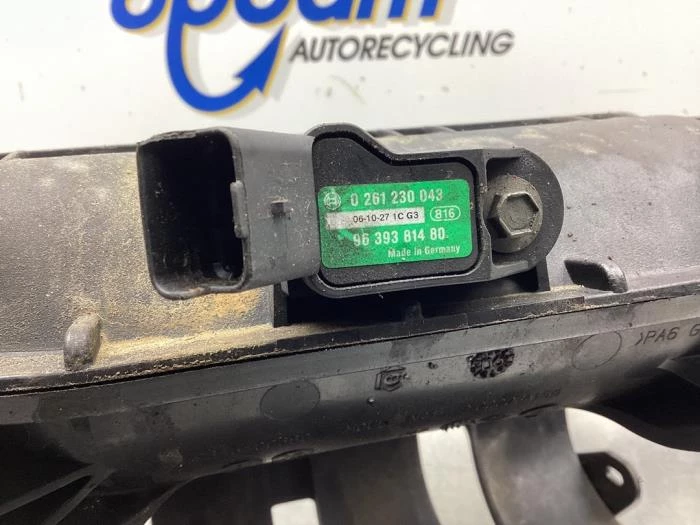 AUTORECYCLING
0 261 230 043
06-10-27 1C G3 816
96 393 814 80
Made in Germany
>PA6 G